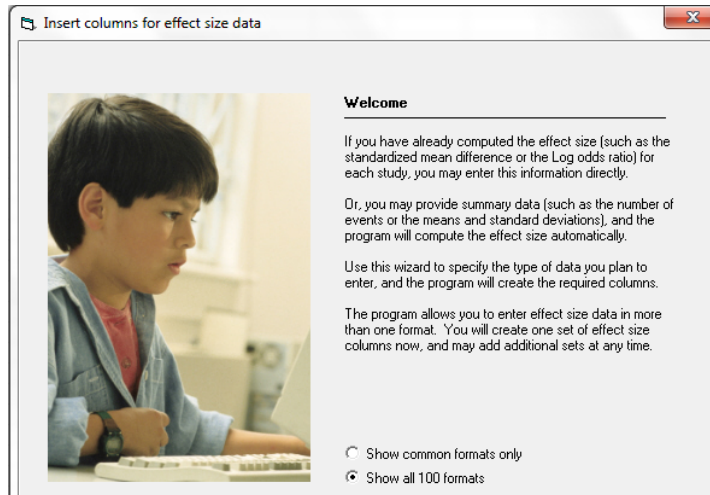 Insert columns for effect size data
Welcome
If you have already computed the effect size (such as the
standardized mean difference or the Log odds ratio) for
each study, you may enter this information directly.
Or, you may provide summary data (such as the number of
events or the means and standard deviations), and the
program will compute the effect size automatically.
Use this wizard to specify the type of data you plan to
enter, and the program will create the required columns.
The program allows you to enter effect size data in more
than one format.  You will create one set of effect size
columns now, and may add additional sets at any time.
Show common formats only
Show all 100 formats